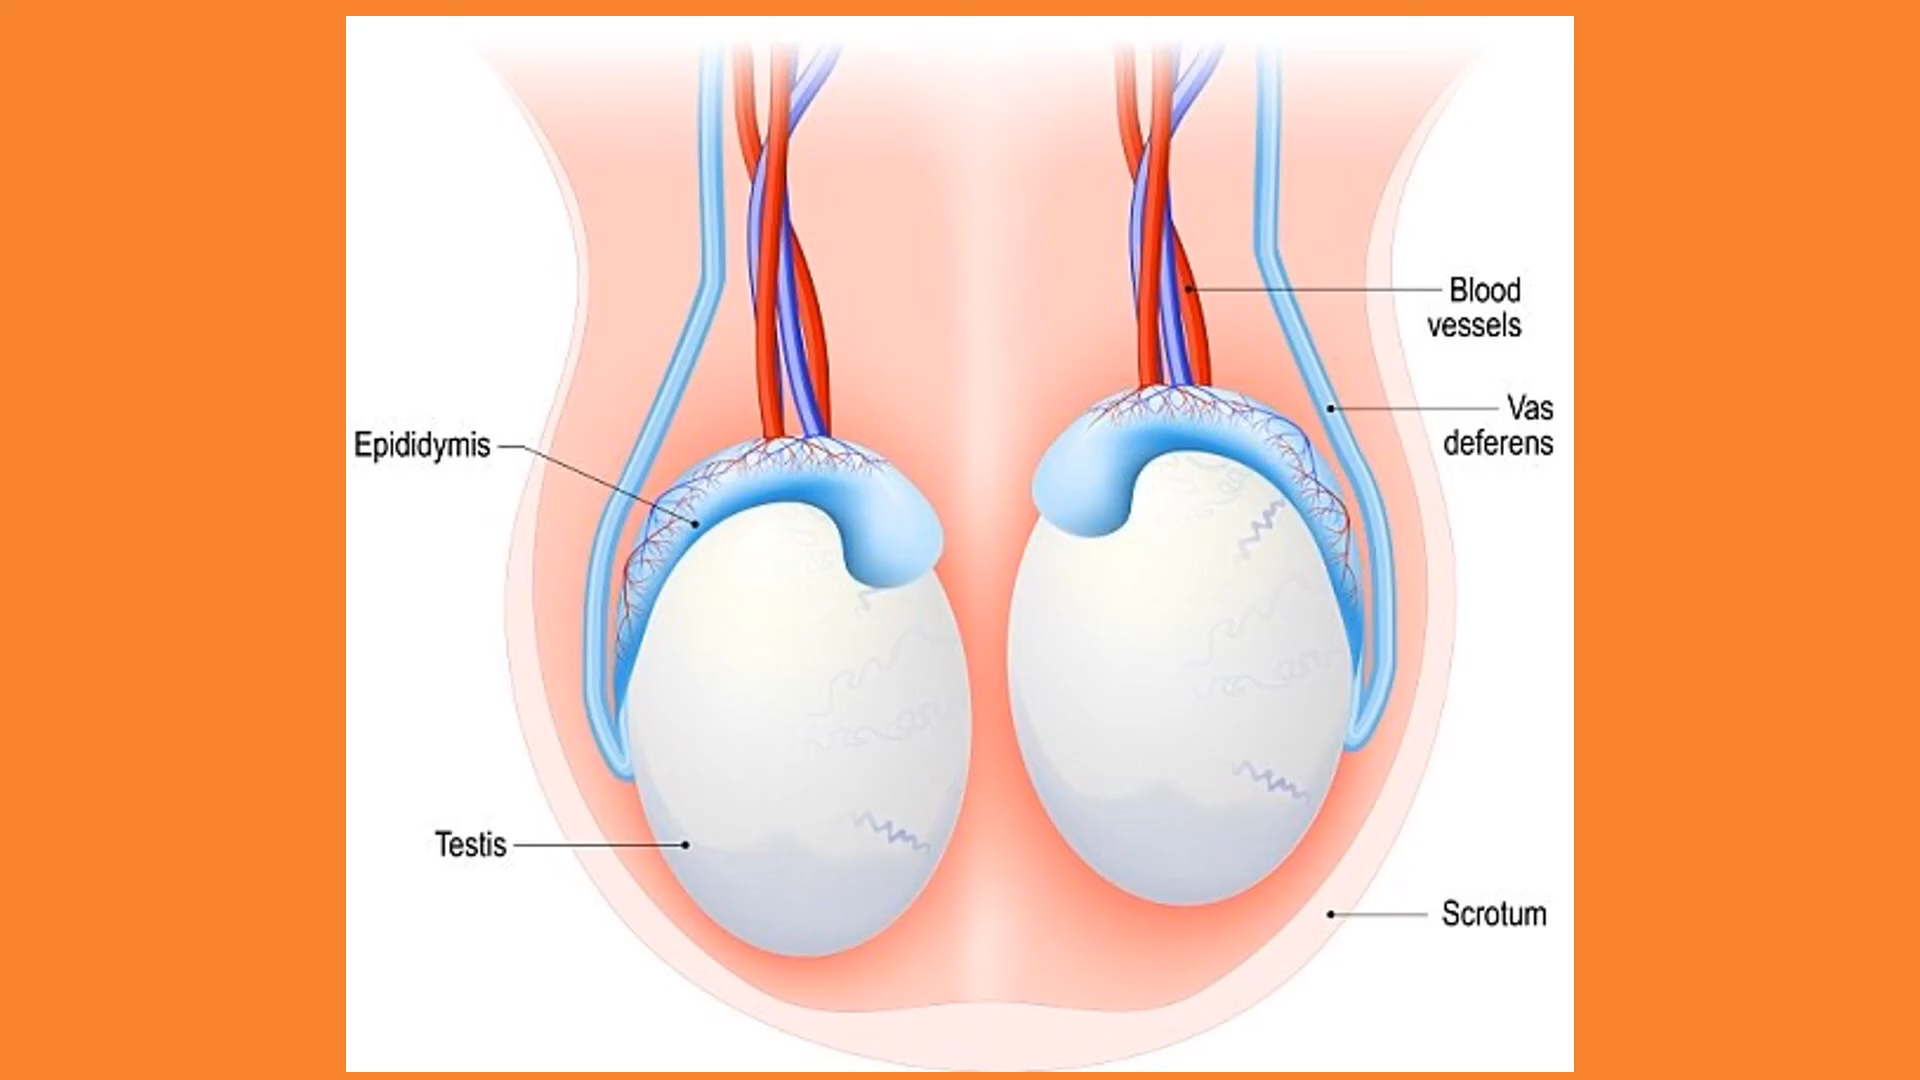 Blood
vessels
Vas
deferens
Epididymis
Testis
Scrotum